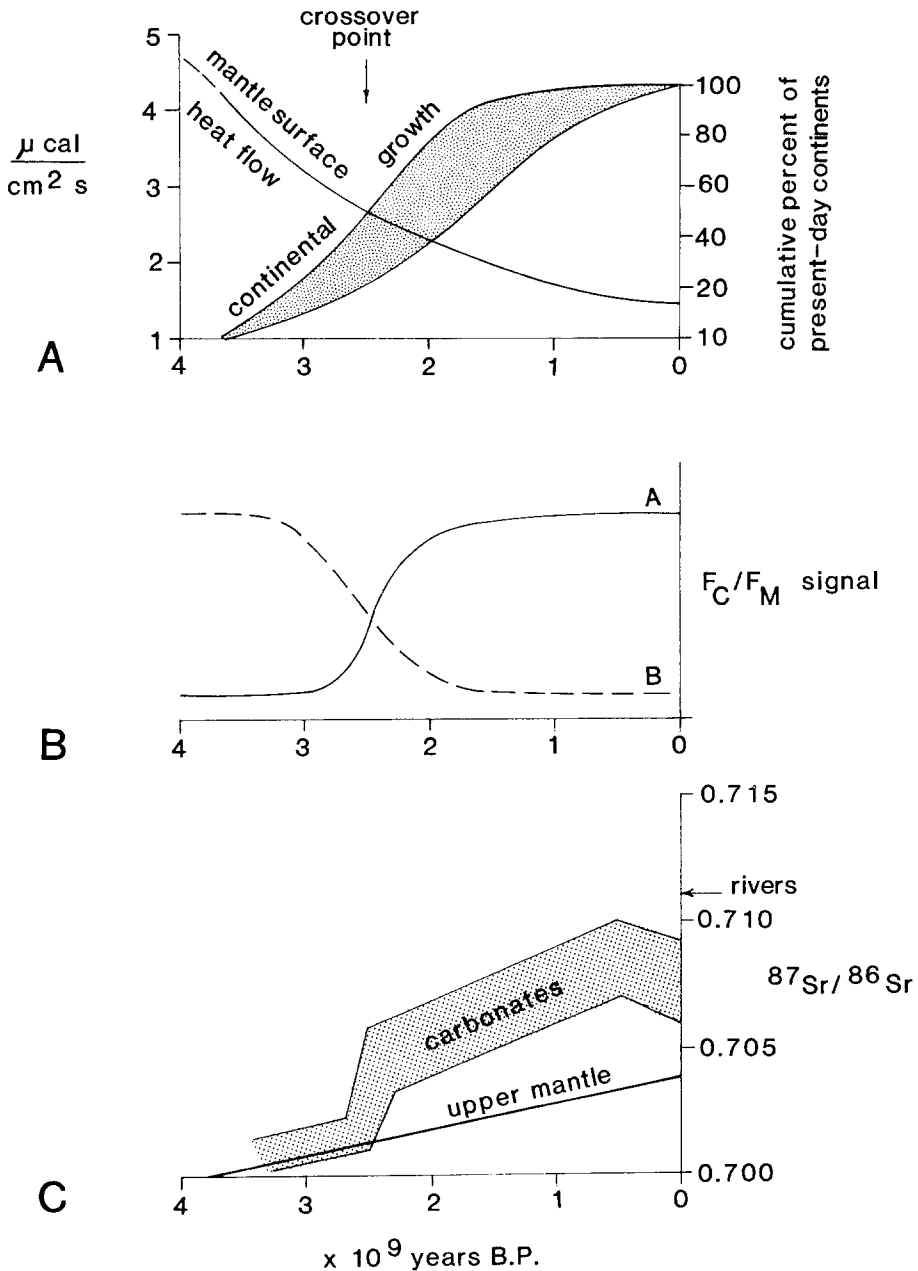 crossover
point
5
4
3
2
1
μ cal
cm² s
mantle surface
heat flow
continental
growth
100
80
60
40
20
10
cumulative percent of
present-day continents
4 3 2 1 0
A
A
B
F_C/F_M signal
4 3 2 1 0
B
0.715
rivers
0.710
⁸⁷Sr/⁸⁶Sr
carbonates
0.705
upper mantle
0.700
4 3 2 1 0
C
x 10⁹ years B.P.